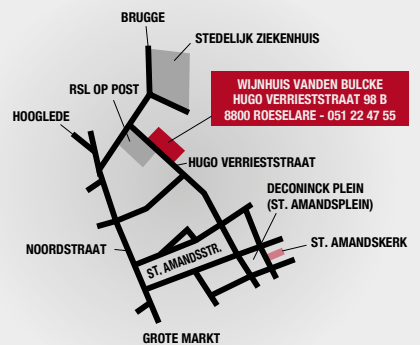 BRUGGE
STEDELIJK ZIEKENHUIS
RSL OP POST
WIJNHUIS VANDEN BULCKE
HUGO VERRIESTSTRAAT 98 B
8800 ROESELARE - 051 22 47 55
HOOGLEDE
HUGO VERRIESTSTRAAT
DECONINCK PLEIN
(ST. AMANDSPLEIN)
ST. AMANDSKERK
NOORDSTRAAT
ST. AMANDSSTR.
GROTE MARKT